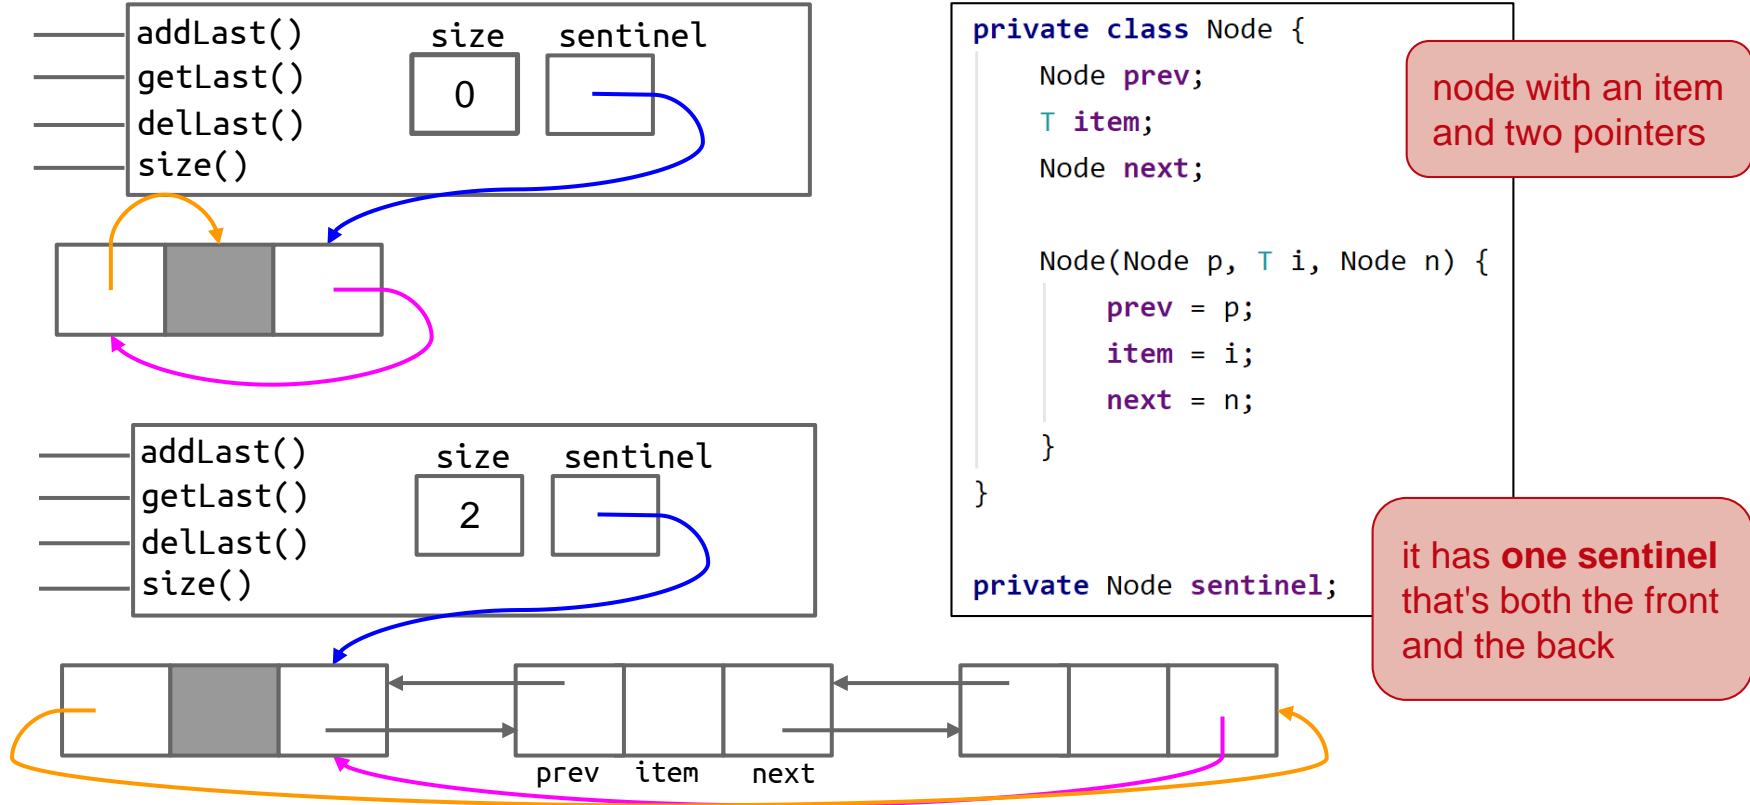 addLast()
getLast()
delLast()
size()
size
sentinel
0
private class Node {
Node prev;
T item;
Node next;
Node(Node p, T i, Node n) {
prev = p;
item = i;
next = n;
}
}
private Node sentinel;
node with an item
and two pointers
it has one sentinel
that's both the front
and the back
addLast()
getLast()
delLast()
size()
size
sentinel
2
prev
item
next